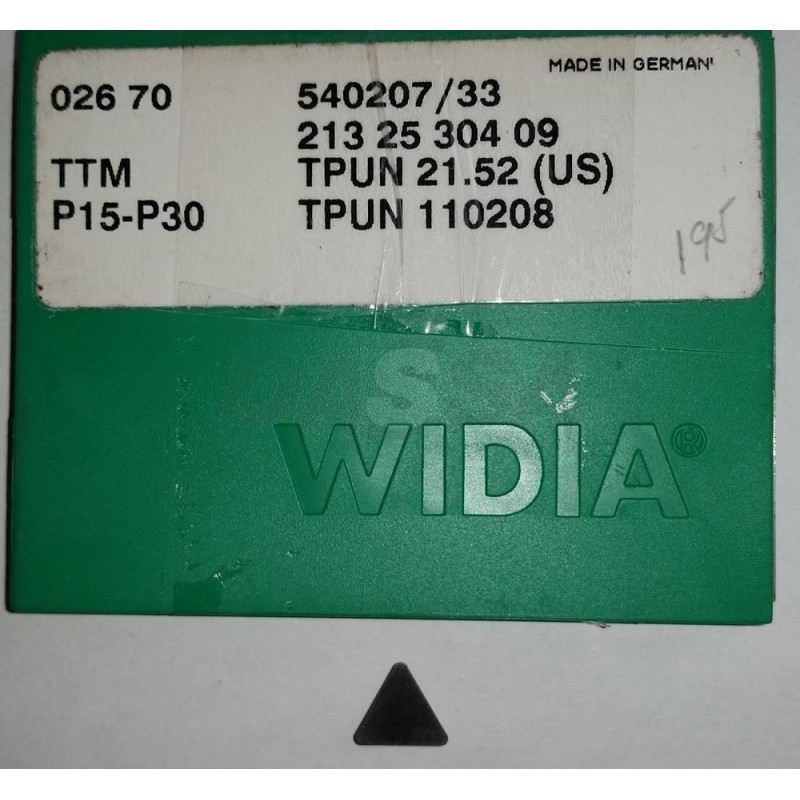 MADE IN GERMAN
026 70 540207/33
213 25 304 09
TTM TPUN 21.52 (US)
P15-P30 TPUN 110208
195
WIDIA®